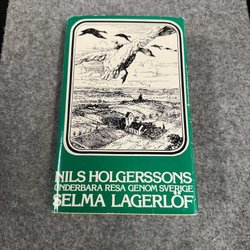 NILS HOLGERSSONS
UNDERBARA RESA GENOM SVERIGE
SELMA LAGERLÖF